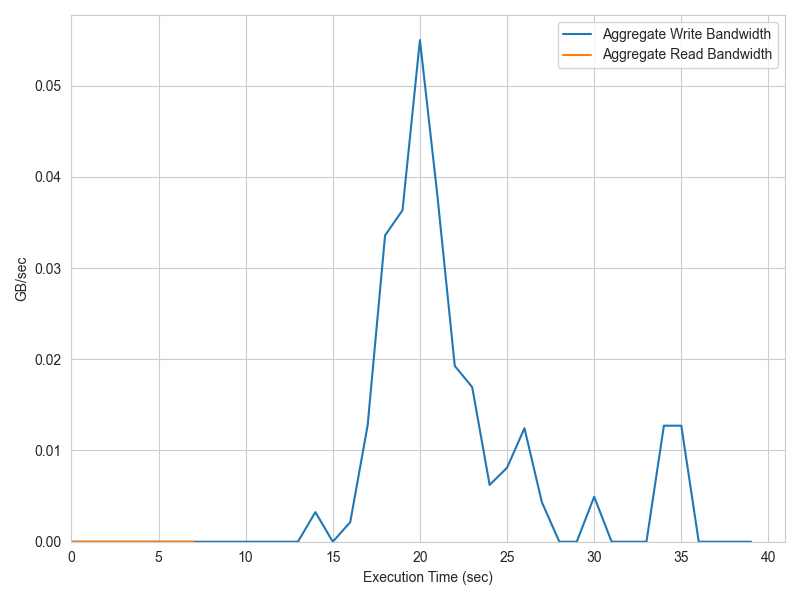 Aggregate Write Bandwidth
Aggregate Read Bandwidth
GB/sec
0.05
0.04
0.03
0.02
0.01
0.00
0 5 10 15 20 25 30 35 40
Execution Time (sec)